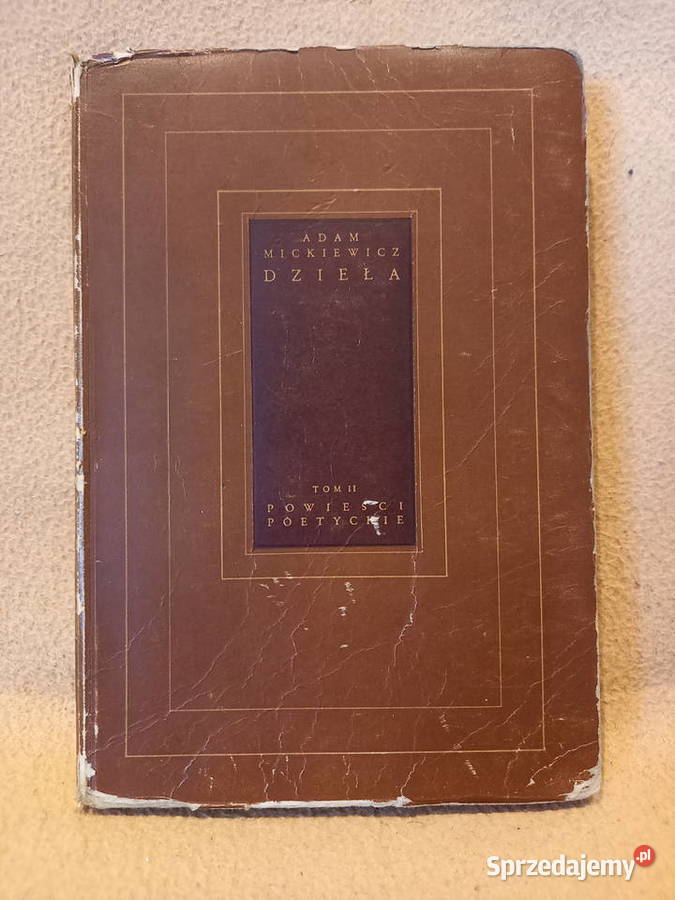 ADAM
MICKIEWICZ
DZIEŁA
TOM II
POWIEŚCI
POETYCKIE
Sprzedajemy.pl